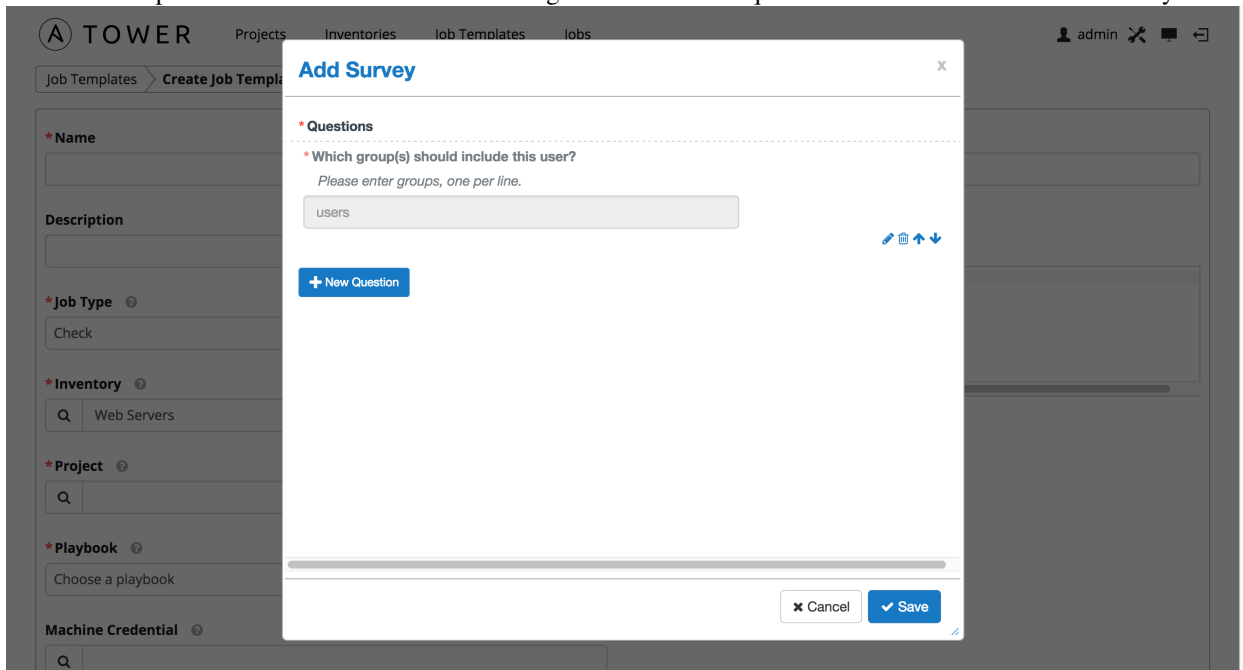 TOWER Projects Inventories Job Templates Jobs admin
Job Templates Create Job Templa
Add Survey x
* Questions
* Which group(s) should include this user?
Please enter groups, one per line.
users
+ New Question
Cancel Save
* Name
Description
* Job Type
Check
* Inventory
Web Servers
* Project
* Playbook
Choose a playbook
Machine Credential